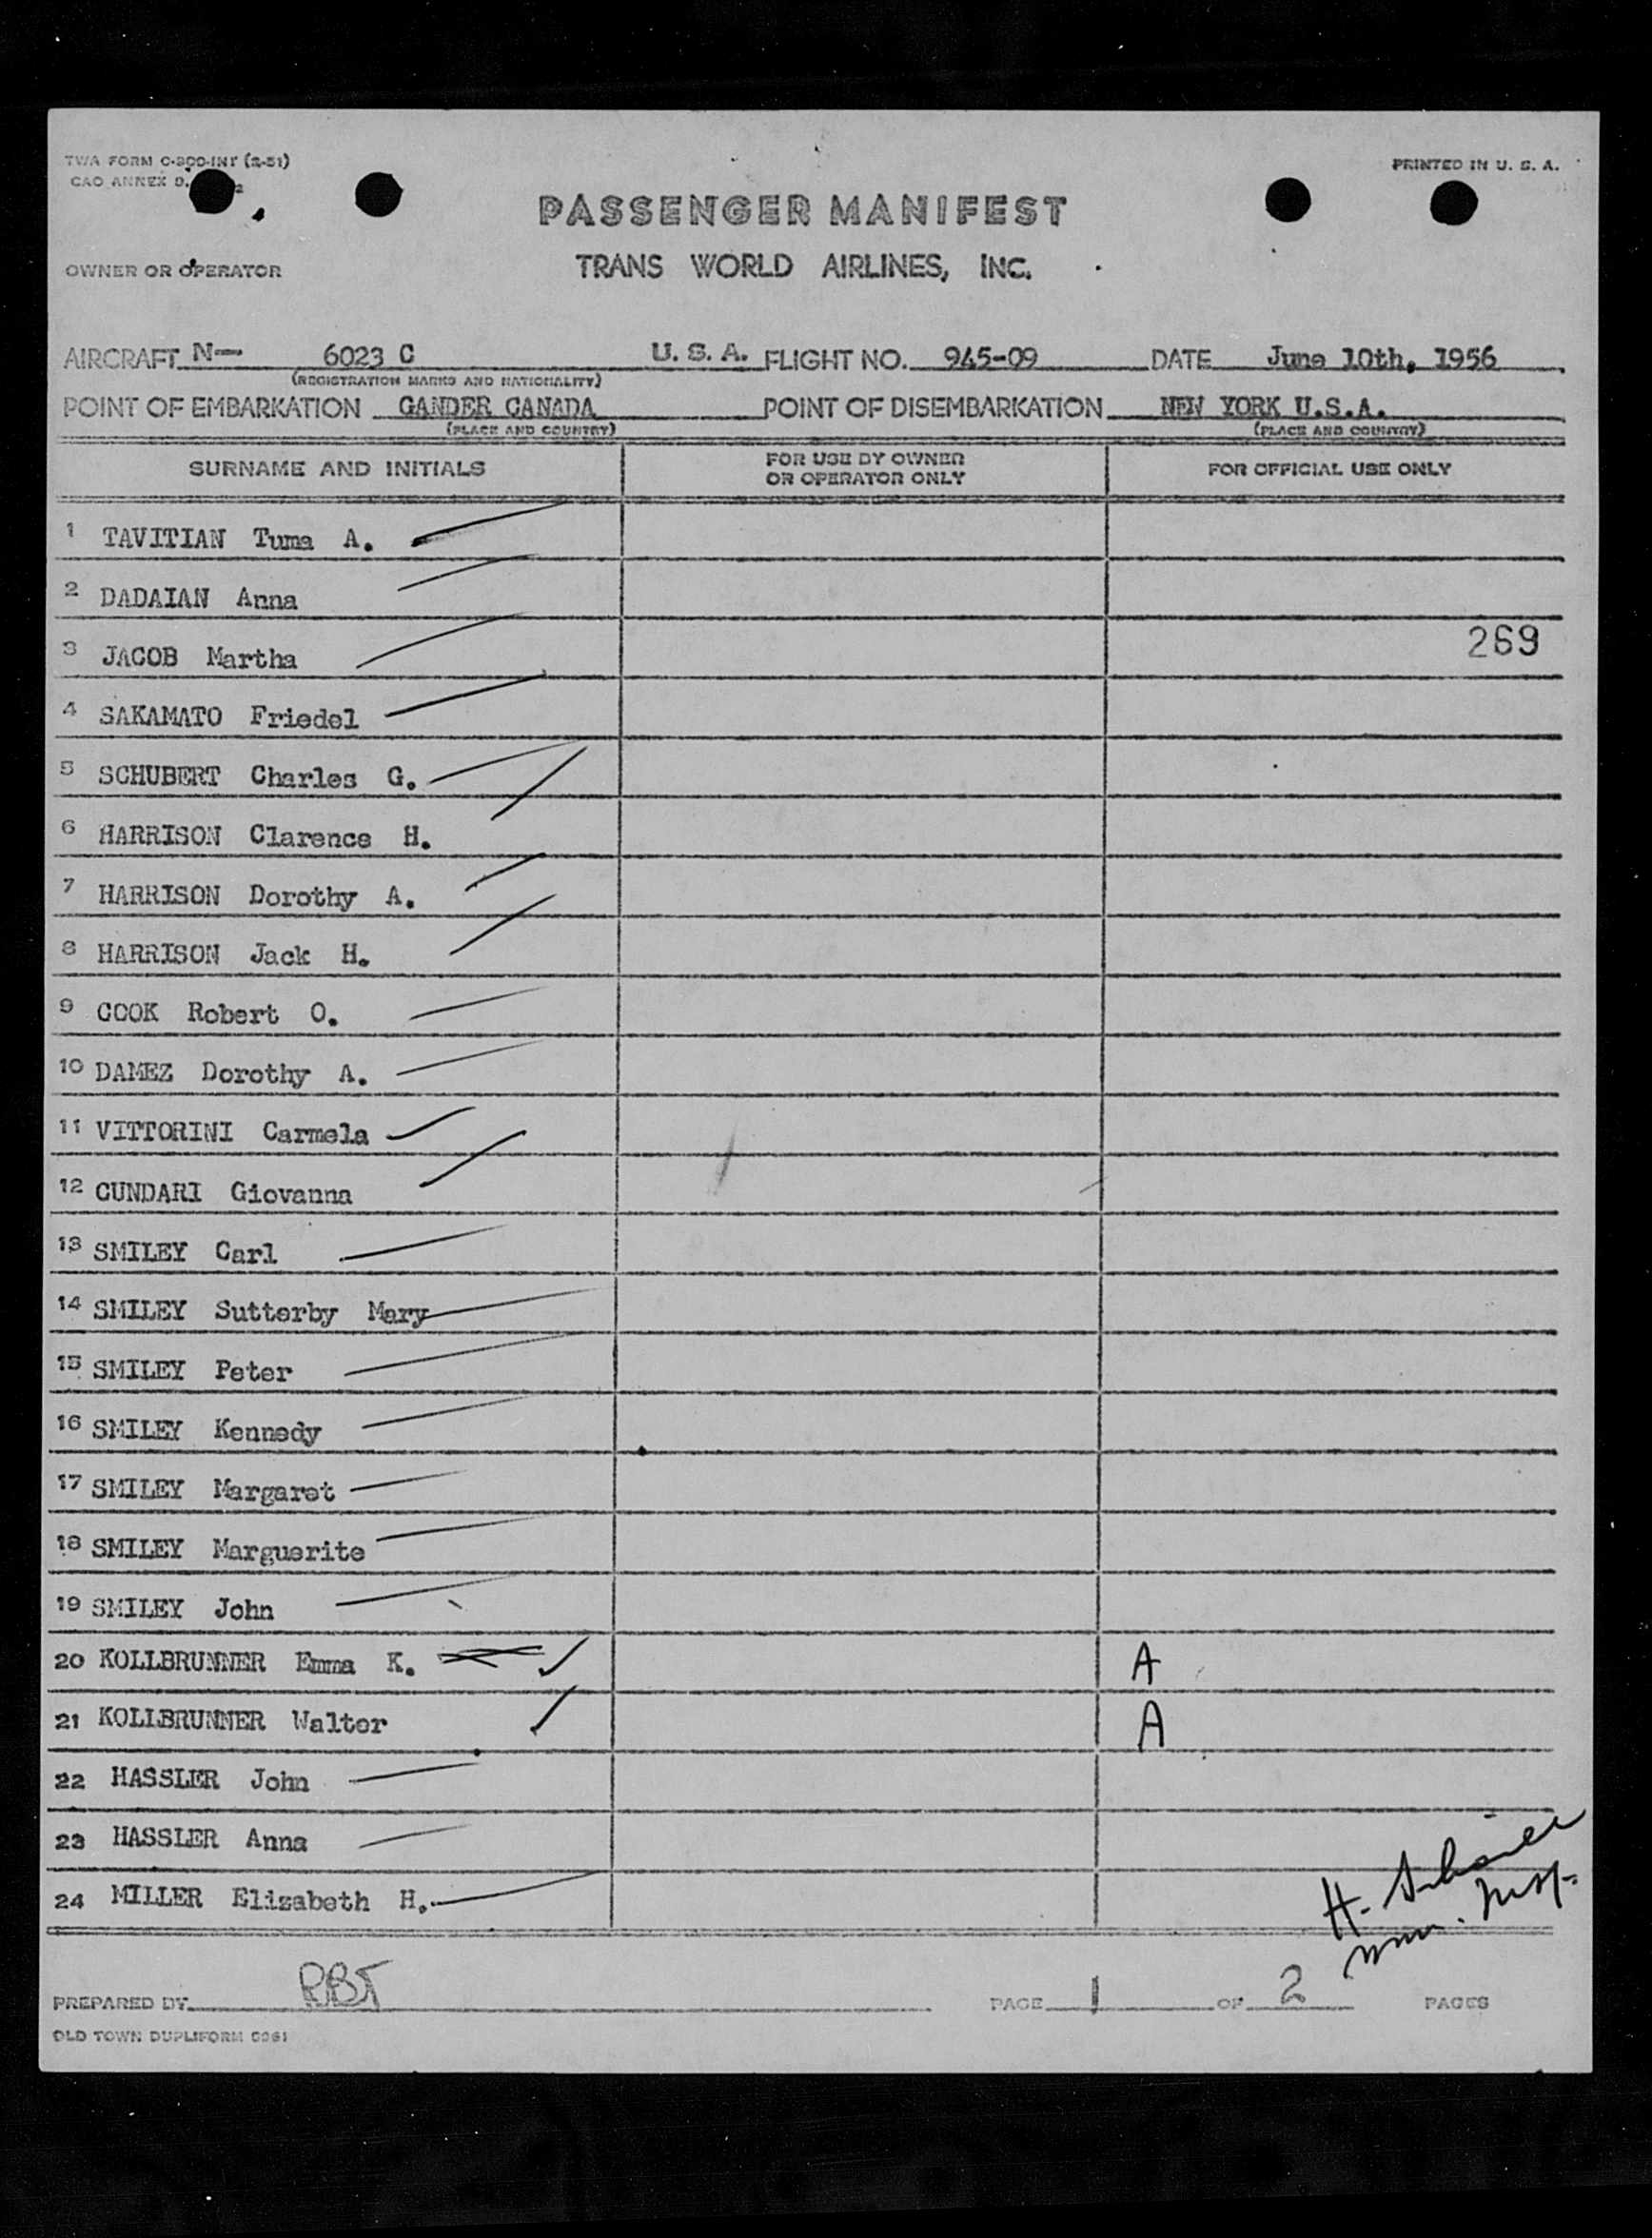 TWA FORM C-300-INT (2-51)
PRINTED IN U. S. A.
CAO ANNEX 9,
PASSENGER MANIFEST
OWNER OR OPERATOR
TRANS WORLD AIRLINES, INC.
AIRCRAFT N— 6023 C U. S. A. FLIGHT NO. 945-09 DATE June 10th, 1956
(REGISTRATION MARKS AND NATIONALITY)
POINT OF EMBARKATION GANDER CANADA POINT OF DISEMBARKATION NEW YORK U.S.A.
(PLACE AND COUNTRY) (PLACE AND COUNTRY)
SURNAME AND INITIALS FOR USE BY OWNER OR OPERATOR ONLY FOR OFFICIAL USE ONLY
1 TAVITIAN Tuma A.
2 DADAIAN Anna
3 JACOB Martha 269
4 SAKAMATO Friedel
5 SCHUBERT Charles G.
6 HARRISON Clarence H.
7 HARRISON Dorothy A.
8 HARRISON Jack H.
9 COOK Robert O.
10 DAMEZ Dorothy A.
11 VITTORINI Carmela
12 CUNDARI Giovanna
13 SMILEY Carl
14 SMILEY Sutterby Mary
15 SMILEY Peter
16 SMILEY Kennedy
17 SMILEY Margaret
18 SMILEY Marguerite
19 SMILEY John
20 KOLLBRUNNER Emma K. A
21 KOLLBRUNNER Walter A
22 HASSLER John
23 HASSLER Anna
24 MILLER Elizabeth H.
H.
Imm. Insp.
PREPARED BY RBT PAGE 1 OF 2 PAGES
OLD TOWN DUPLIFORM